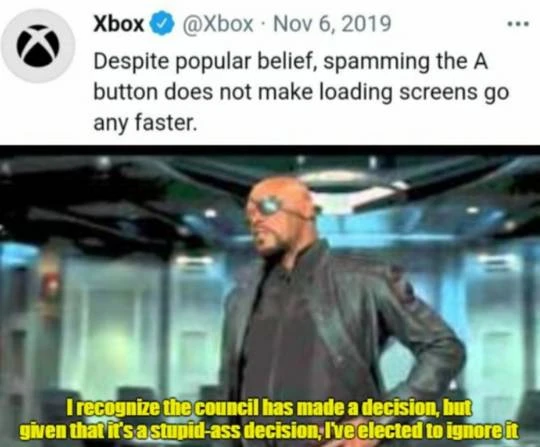 Xbox @Xbox · Nov 6, 2019
Despite popular belief, spamming the A
button does not make loading screens go
any faster.
I recognize the council has made a decision, but
given that it's a stupid-ass decision, I've elected to ignore it